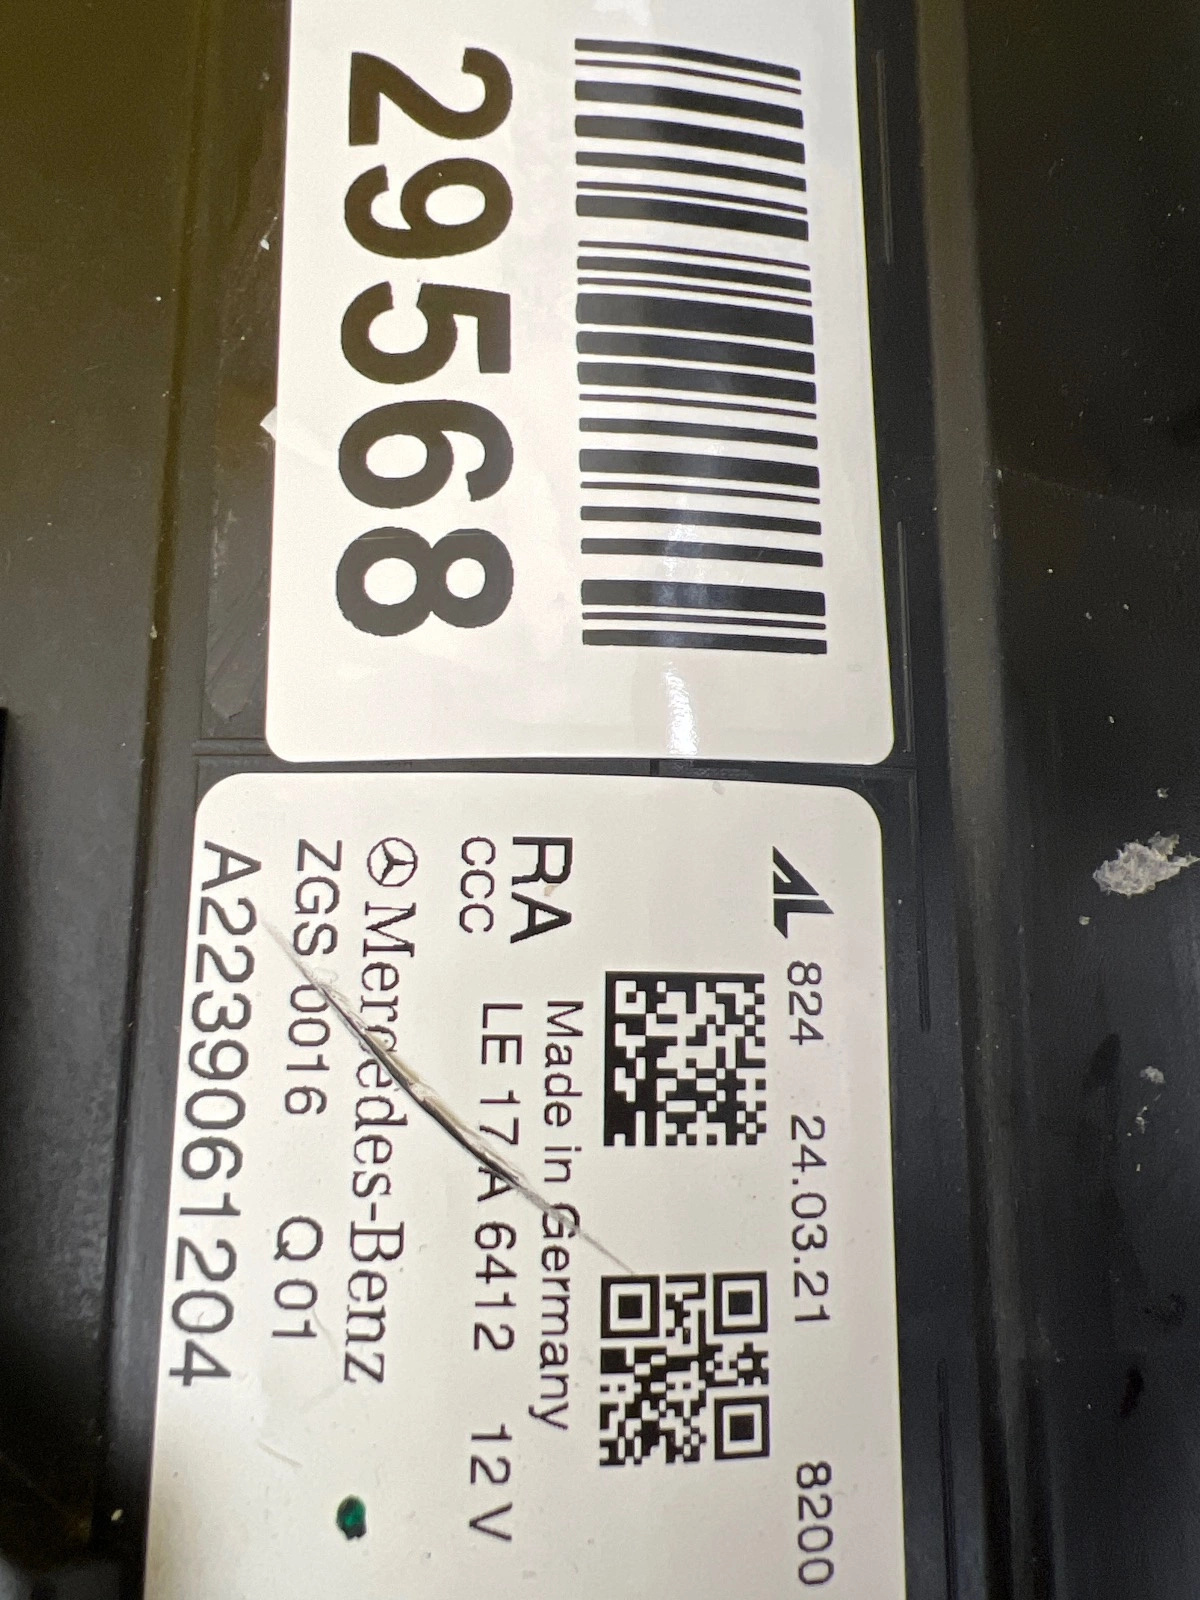 29568
AL 824 24.03.21 8200
Made in Germany
RA
CCC LE 17 A 6412 12 V
Mercedes-Benz
ZGS 0016 Q 01
A2239061204